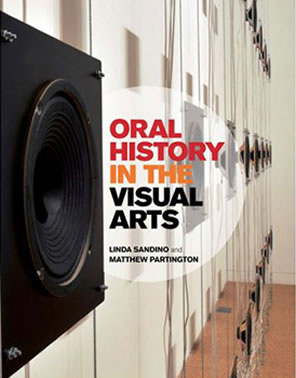 ORAL
HISTORY
IN THE
VISUAL
ARTS
LINDA SANDINO and
MATTHEW PARTINGTON